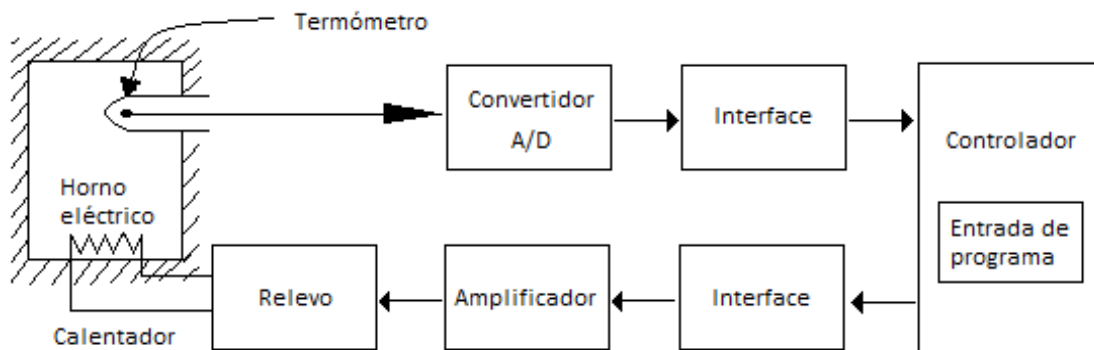 Termómetro
Convertidor
A/D
Interface
Controlador
Horno
eléctrico
Entrada de
programa
Relevo
Amplificador
Interface
Calentador